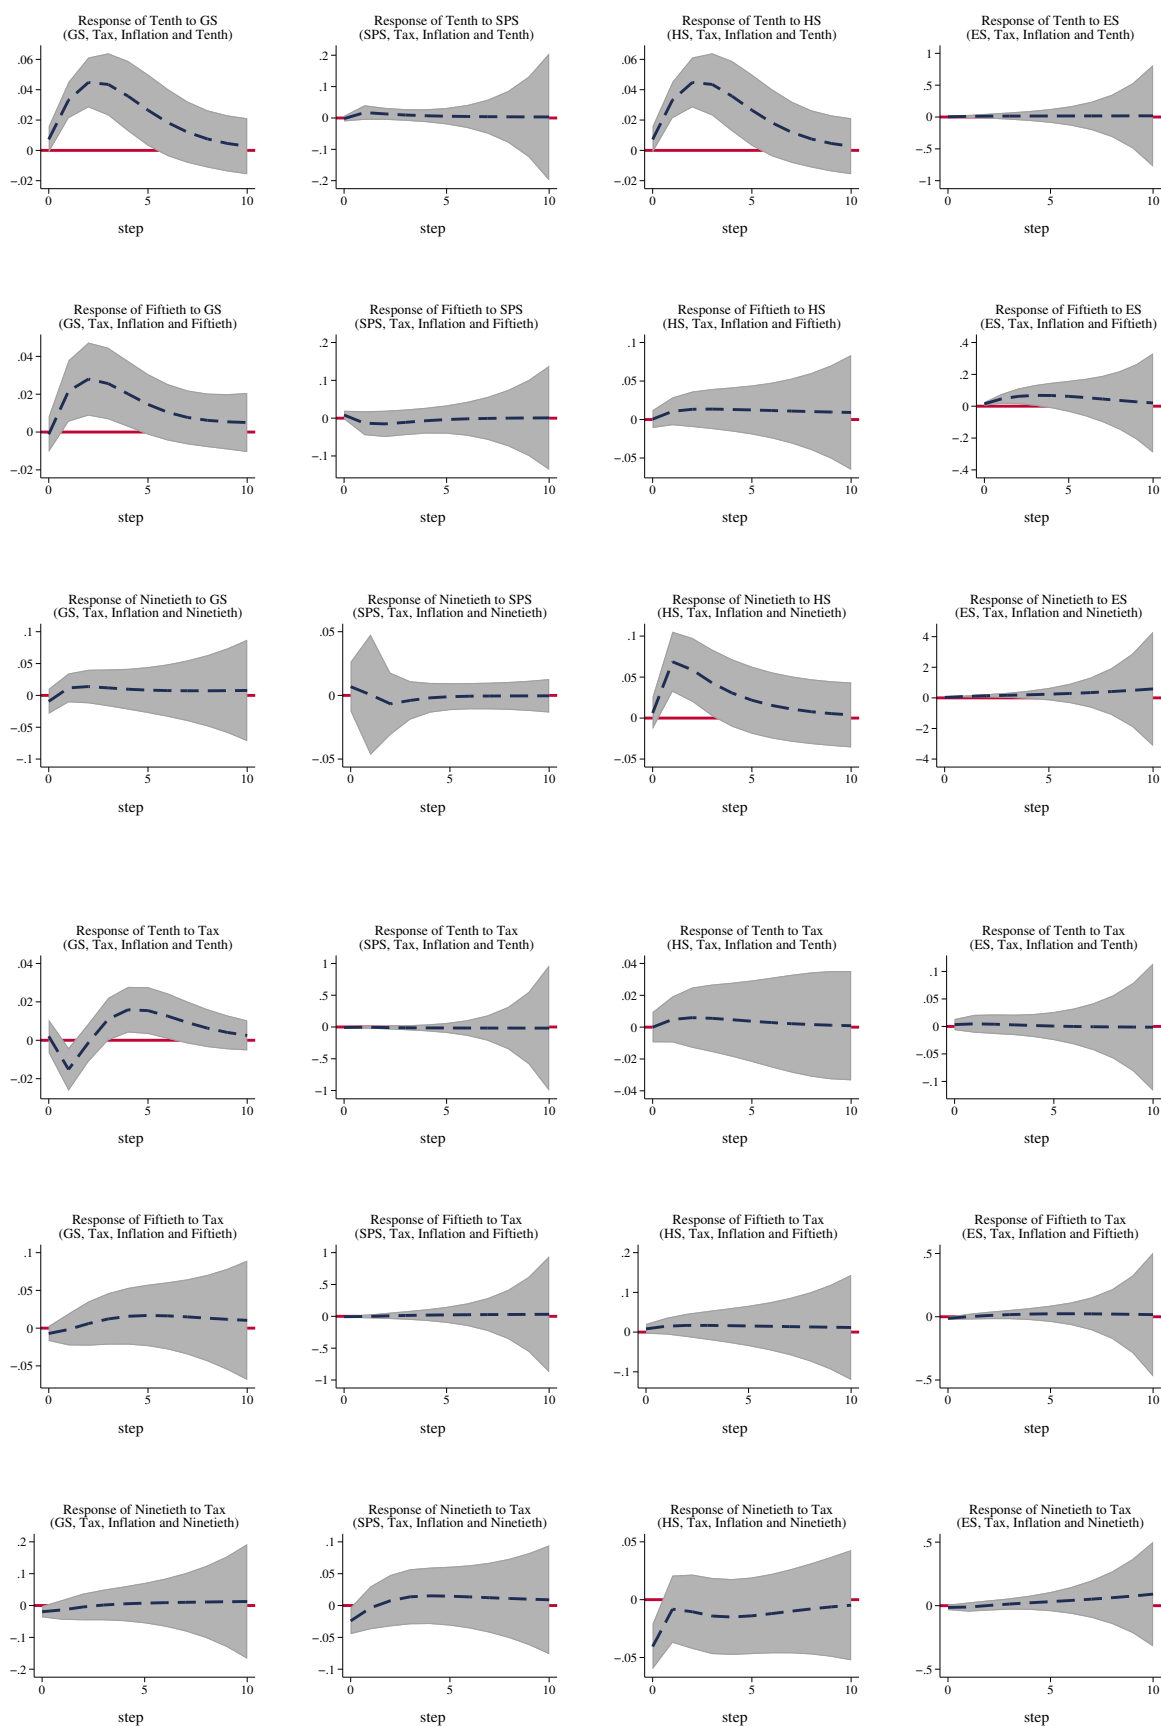 Response of Tenth to GS
(GS, Tax, Inflation and Tenth)
.06
.04
.02
0
−.02
0 5 10
step
Response of Tenth to SPS
(SPS, Tax, Inflation and Tenth)
.2
.1
0
−.1
−.2
0 5 10
step
Response of Tenth to HS
(HS, Tax, Inflation and Tenth)
.06
.04
.02
0
−.02
0 5 10
step
Response of Tenth to ES
(ES, Tax, Inflation and Tenth)
1
.5
0
−.5
−1
0 5 10
step
Response of Fiftieth to GS
(GS, Tax, Inflation and Fiftieth)
.04
.02
0
−.02
0 5 10
step
Response of Fiftieth to SPS
(SPS, Tax, Inflation and Fiftieth)
.2
.1
0
−.1
0 5 10
step
Response of Fiftieth to HS
(HS, Tax, Inflation and Fiftieth)
.1
.05
0
−.05
0 5 10
step
Response of Fiftieth to ES
(ES, Tax, Inflation and Fiftieth)
.4
.2
0
−.2
−.4
0 5 10
step
Response of Ninetieth to GS
(GS, Tax, Inflation and Ninetieth)
.1
.05
0
−.05
−.1
0 5 10
step
Response of Ninetieth to SPS
(SPS, Tax, Inflation and Ninetieth)
.05
0
−.05
0 5 10
step
Response of Ninetieth to HS
(HS, Tax, Inflation and Ninetieth)
.1
.05
0
−.05
0 5 10
step
Response of Ninetieth to ES
(ES, Tax, Inflation and Ninetieth)
4
2
0
−2
−4
0 5 10
step
Response of Tenth to Tax
(GS, Tax, Inflation and Tenth)
.04
.02
0
−.02
0 5 10
step
Response of Tenth to Tax
(SPS, Tax, Inflation and Tenth)
1
.5
0
−.5
−1
0 5 10
step
Response of Tenth to Tax
(HS, Tax, Inflation and Tenth)
.04
.02
0
−.02
−.04
0 5 10
step
Response of Tenth to Tax
(ES, Tax, Inflation and Tenth)
.1
.05
0
−.05
−.1
0 5 10
step
Response of Fiftieth to Tax
(GS, Tax, Inflation and Fiftieth)
.1
.05
0
−.05
0 5 10
step
Response of Fiftieth to Tax
(SPS, Tax, Inflation and Fiftieth)
1
.5
0
−.5
−1
0 5 10
step
Response of Fiftieth to Tax
(HS, Tax, Inflation and Fiftieth)
.2
.1
0
−.1
0 5 10
step
Response of Fiftieth to Tax
(ES, Tax, Inflation and Fiftieth)
.5
0
−.5
0 5 10
step
Response of Ninetieth to Tax
(GS, Tax, Inflation and Ninetieth)
.2
.1
0
−.1
−.2
0 5 10
step
Response of Ninetieth to Tax
(SPS, Tax, Inflation and Ninetieth)
.1
.05
0
−.05
−.1
0 5 10
step
Response of Ninetieth to Tax
(HS, Tax, Inflation and Ninetieth)
.05
0
−.05
0 5 10
step
Response of Ninetieth to Tax
(ES, Tax, Inflation and Ninetieth)
.5
0
−.5
0 5 10
step